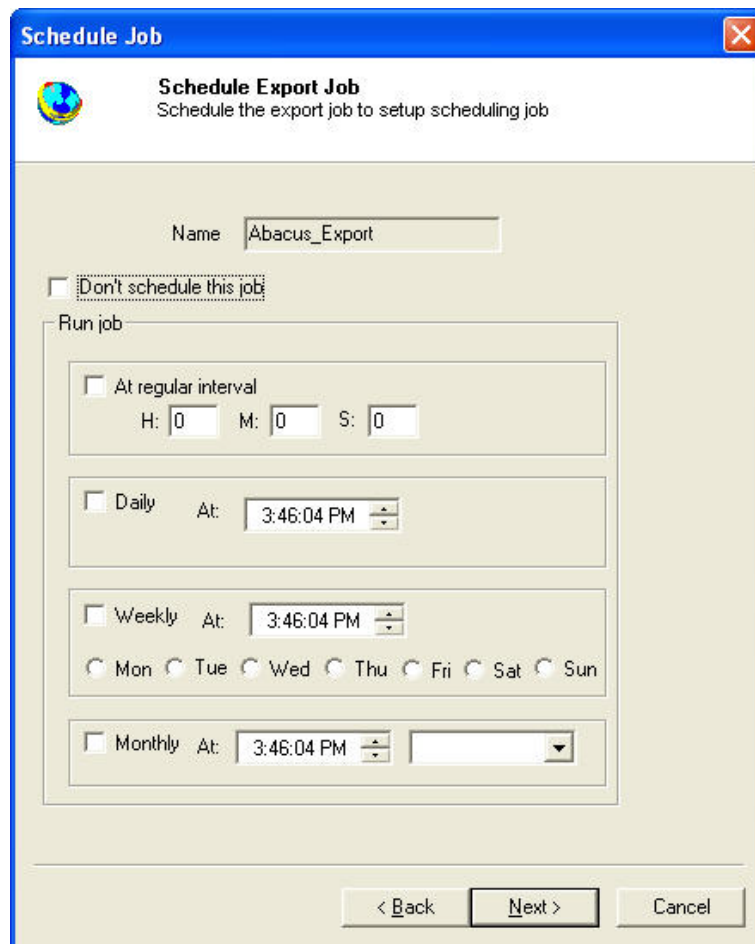 Schedule Job
Schedule Export Job
Schedule the export job to setup scheduling job
Name Abacus_Export
Don't schedule this job
Run job
At regular interval
H: 0 M: 0 S: 0
Daily At: 3:46:04 PM
Weekly At: 3:46:04 PM
Mon Tue Wed Thu Fri Sat Sun
Monthly At: 3:46:04 PM
< Back Next > Cancel